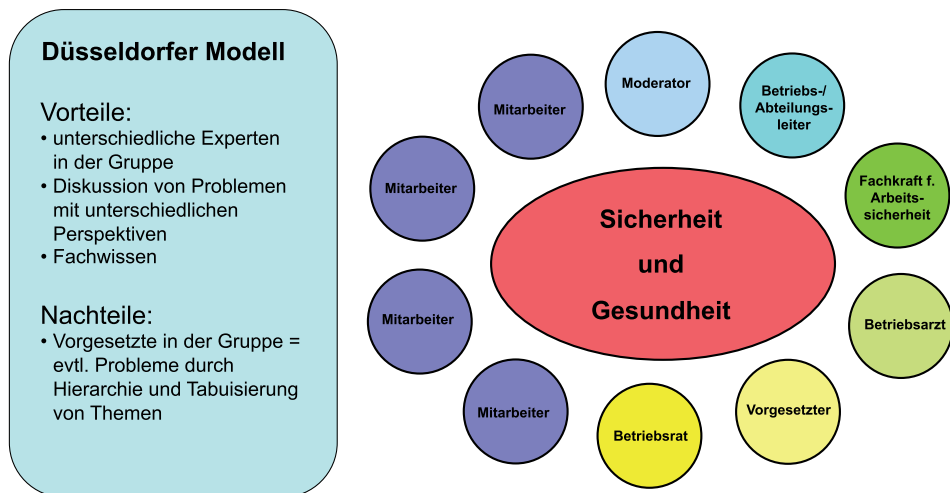 Düsseldorfer Modell
Vorteile:
• unterschiedliche Experten
in der Gruppe
• Diskussion von Problemen
mit unterschiedlichen
Perspektiven
• Fachwissen
Nachteile:
• Vorgesetzte in der Gruppe =
evtl. Probleme durch
Hierarchie und Tabuisierung
von Themen
Moderator
Betriebs-/
Abteilungs-
leiter
Fachkraft f.
Arbeits-
sicherheit
Betriebsarzt
Vorgesetzter
Betriebsrat
Mitarbeiter
Mitarbeiter
Mitarbeiter
Mitarbeiter
Sicherheit
und
Gesundheit